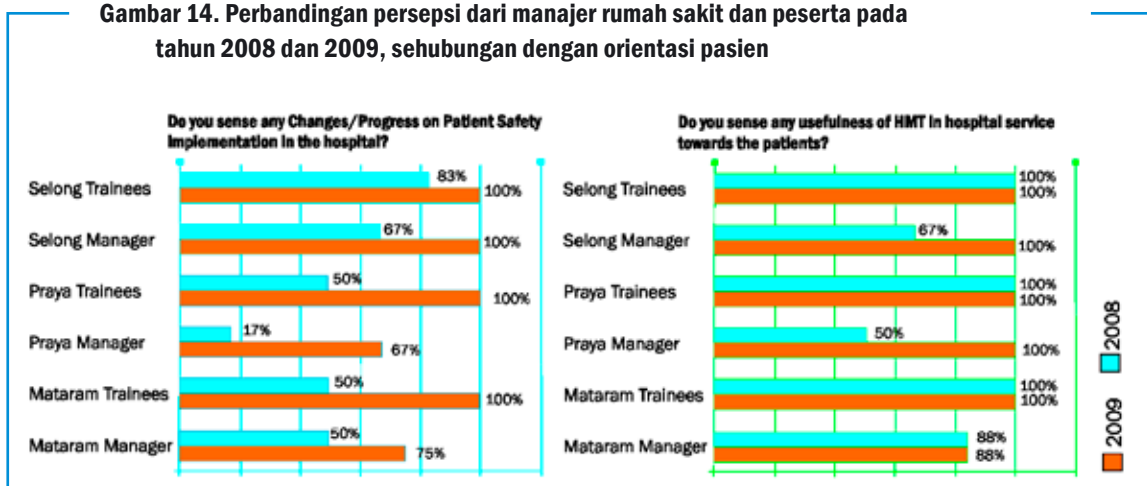 Gambar 14. Perbandingan persepsi dari manajer rumah sakit dan peserta pada
tahun 2008 dan 2009, sehubungan dengan orientasi pasien
Do you sense any Changes/Progress on Patient Safety
Implementation in the hospital?
Selong Trainees
83%
100%
Selong Manager
67%
100%
Praya Trainees
50%
100%
Praya Manager
17%
67%
Mataram Trainees
50%
100%
Mataram Manager
50%
75%
Do you sense any usefulness of HMT in hospital service
towards the patients?
Selong Trainees
100%
100%
Selong Manager
67%
100%
Praya Trainees
100%
100%
Praya Manager
50%
100%
Mataram Trainees
100%
100%
Mataram Manager
88%
88%
2008
2009